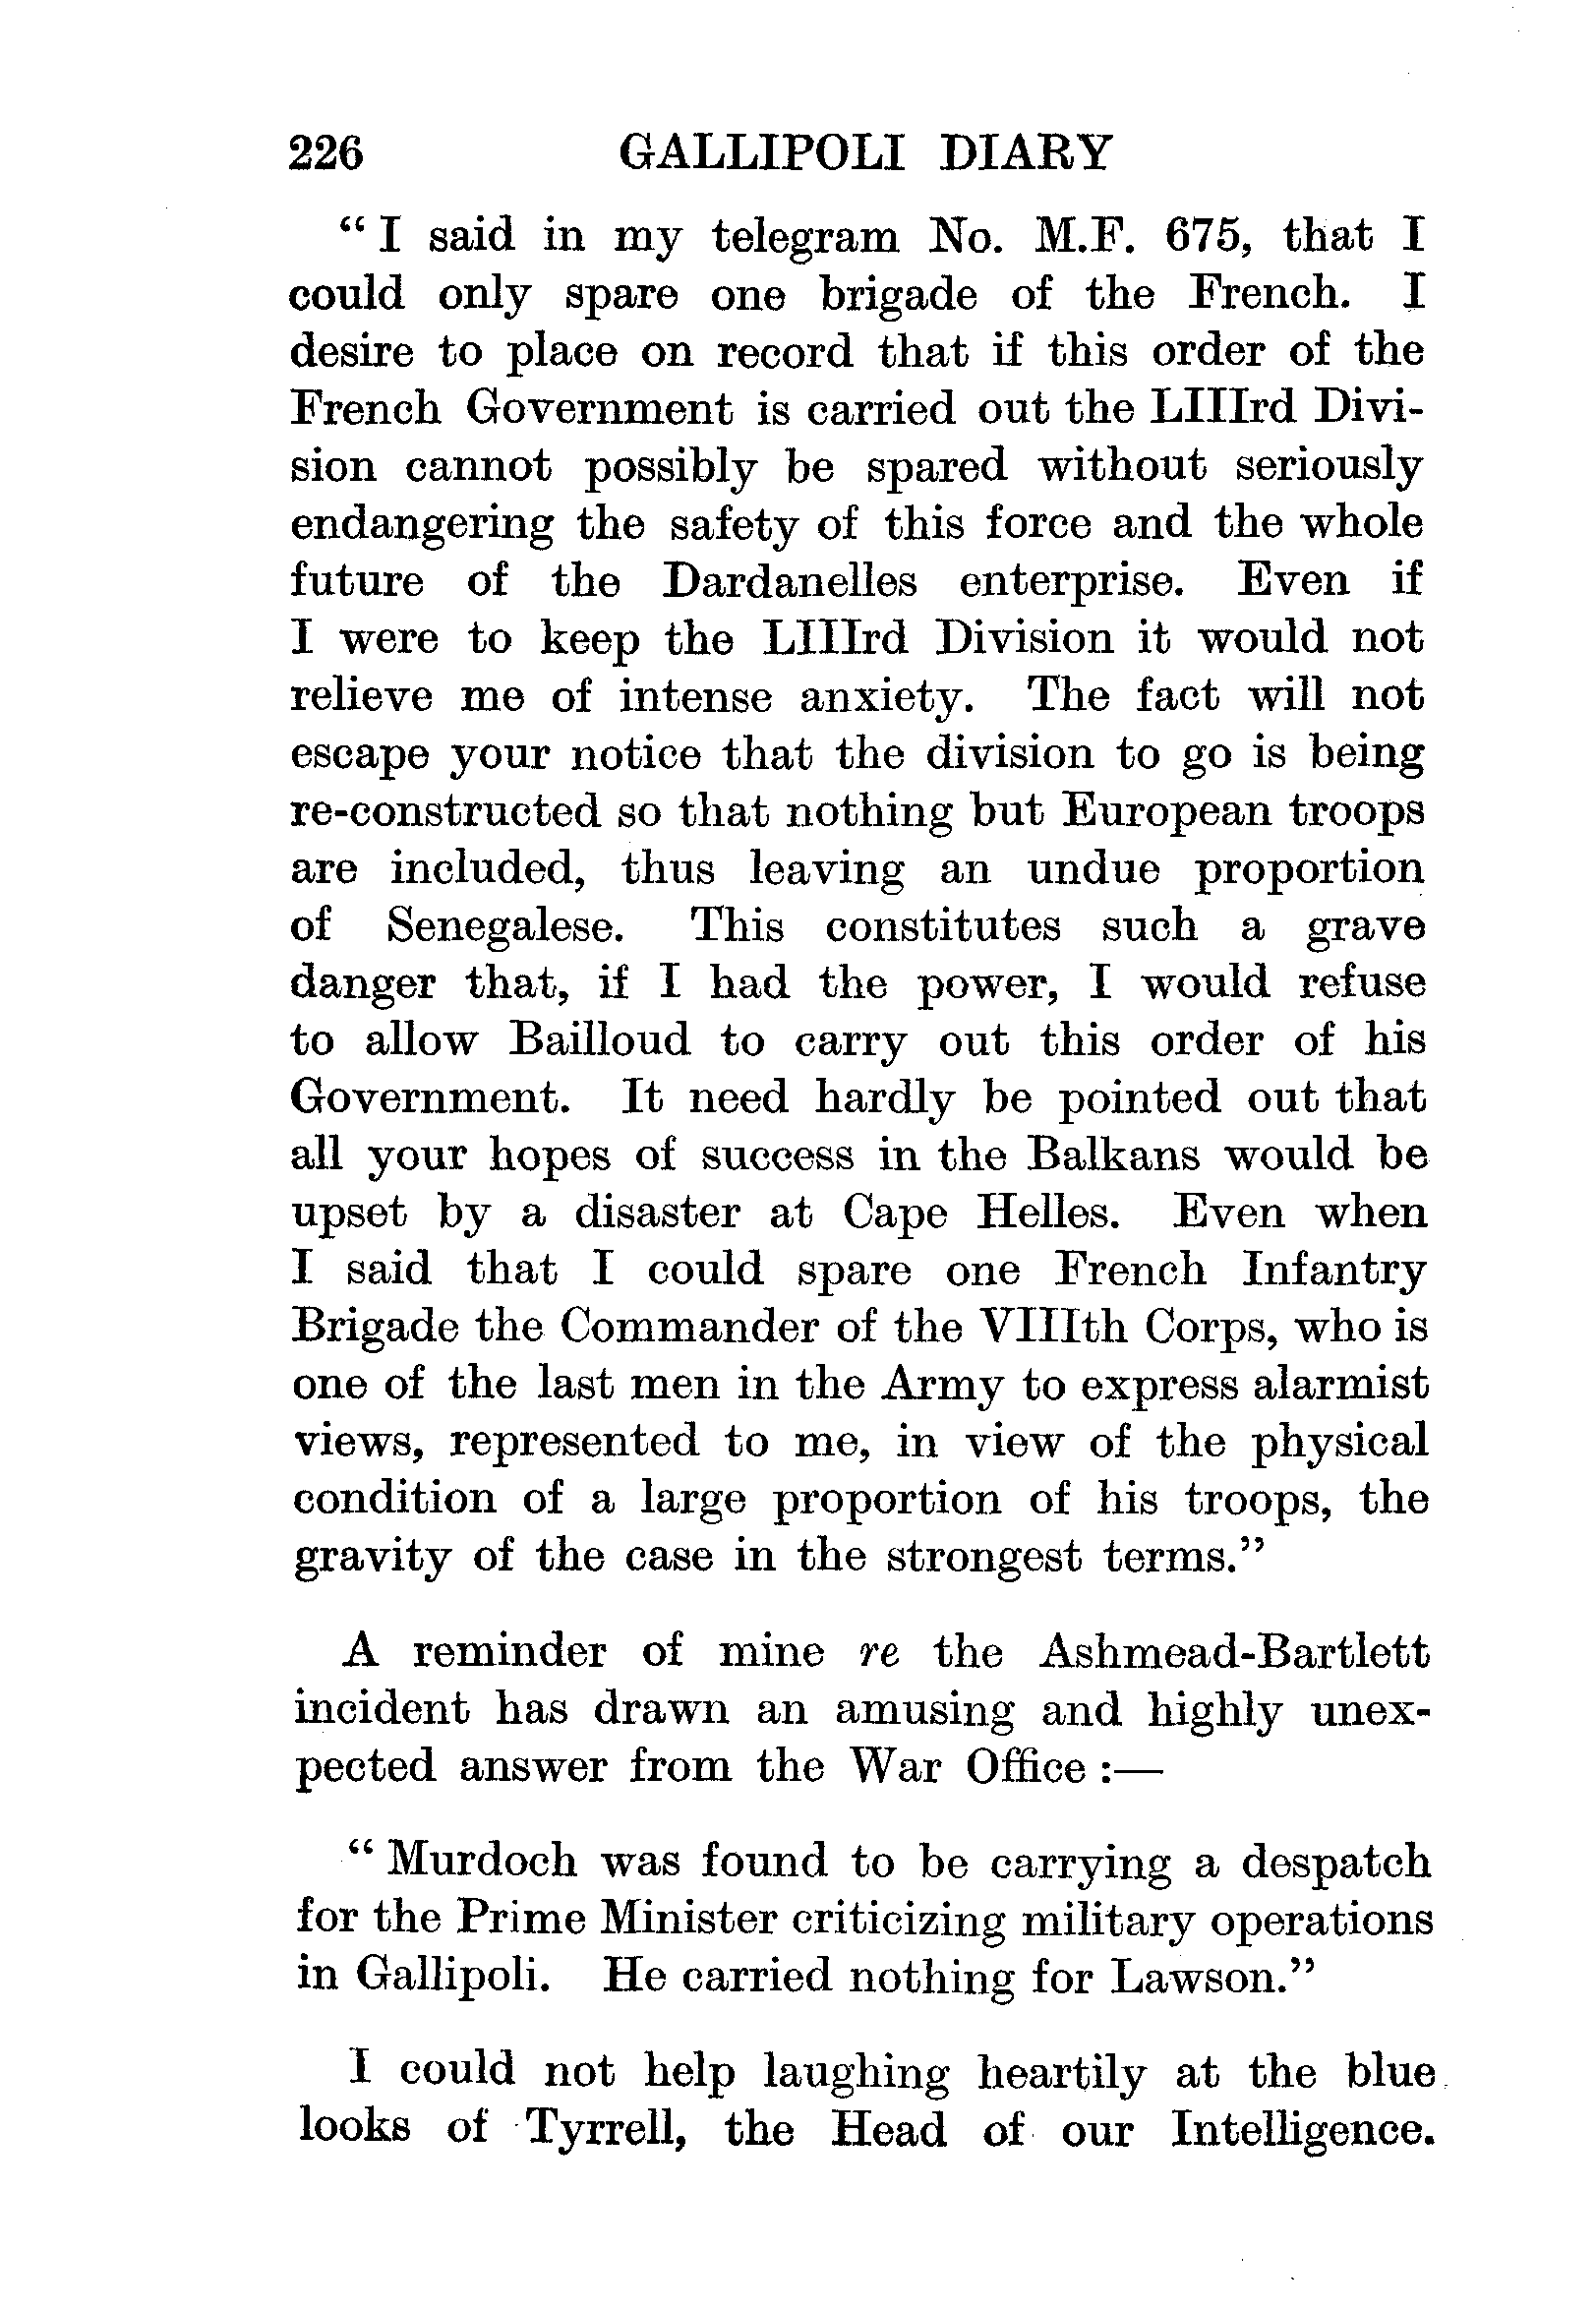 226 GALLIPOLI DIARY
“ I said in my telegram No. M.F. 675, that I
could only spare one brigade of the French. I
desire to place on record that if this order of the
French Government is carried out the LIIIrd Divi-
sion cannot possibly be spared without seriously
endangering the safety of this force and the whole
future of the Dardanelles enterprise. Even if
I were to keep the LIIIrd Division it would not
relieve me of intense anxiety. The fact will not
escape your notice that the division to go is being
re-constructed so that nothing but European troops
are included, thus leaving an undue proportion
of Senegalese. This constitutes such a grave
danger that, if I had the power, I would refuse
to allow Bailloud to carry out this order of his
Government. It need hardly be pointed out that
all your hopes of success in the Balkans would be
upset by a disaster at Cape Helles. Even when
I said that I could spare one French Infantry
Brigade the Commander of the VIIIth Corps, who is
one of the last men in the Army to express alarmist
views, represented to me, in view of the physical
condition of a large proportion of his troops, the
gravity of the case in the strongest terms.”
A reminder of mine re the Ashmead-Bartlett
incident has drawn an amusing and highly unex-
pected answer from the War Office :—
“ Murdoch was found to be carrying a despatch
for the Prime Minister criticizing military operations
in Gallipoli. He carried nothing for Lawson.”
I could not help laughing heartily at the blue
looks of Tyrrell, the Head of our Intelligence.